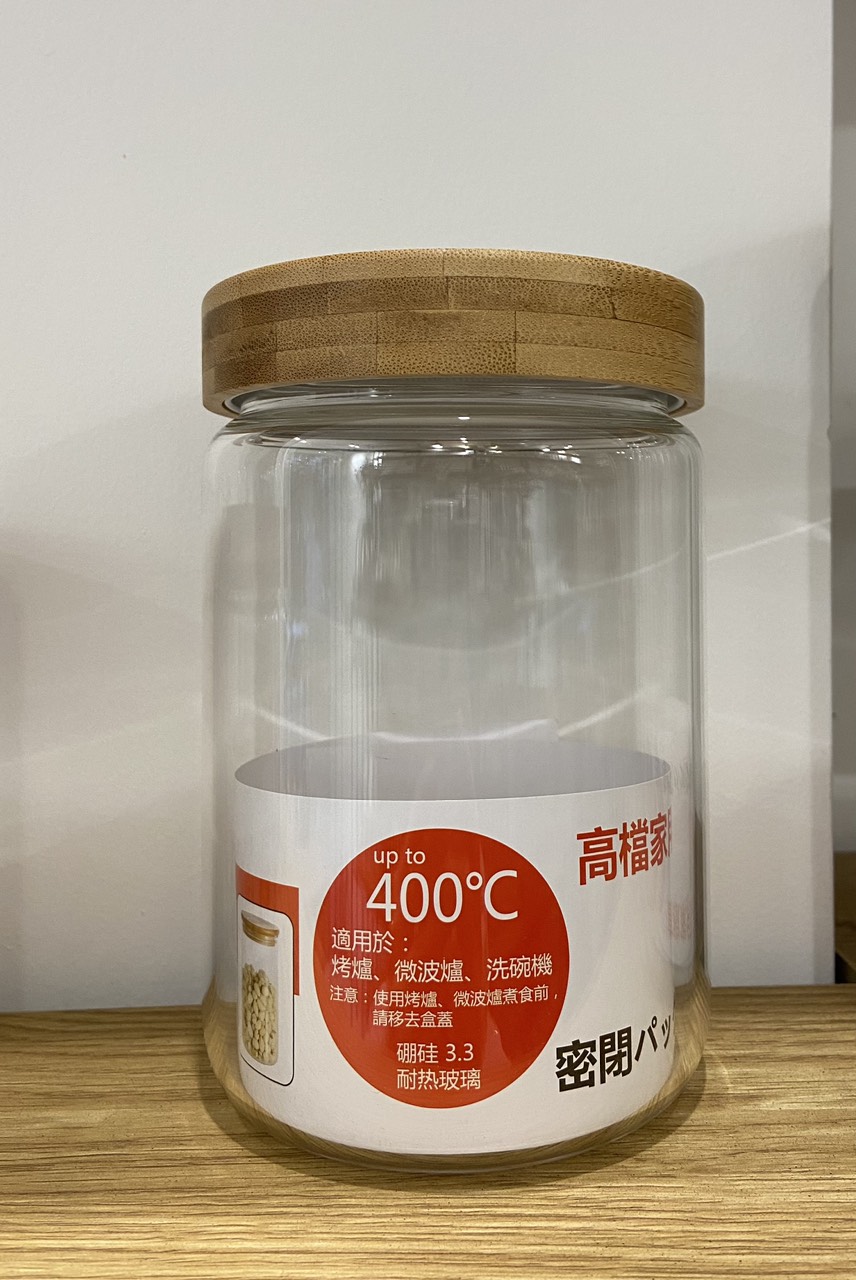 up to
400°C
適用於：
烤爐、微波爐、洗碗機
注意：使用烤爐、微波爐煮食前，
請移去盒蓋
硼硅 3.3
耐热玻璃
高檔家
密閉パッ